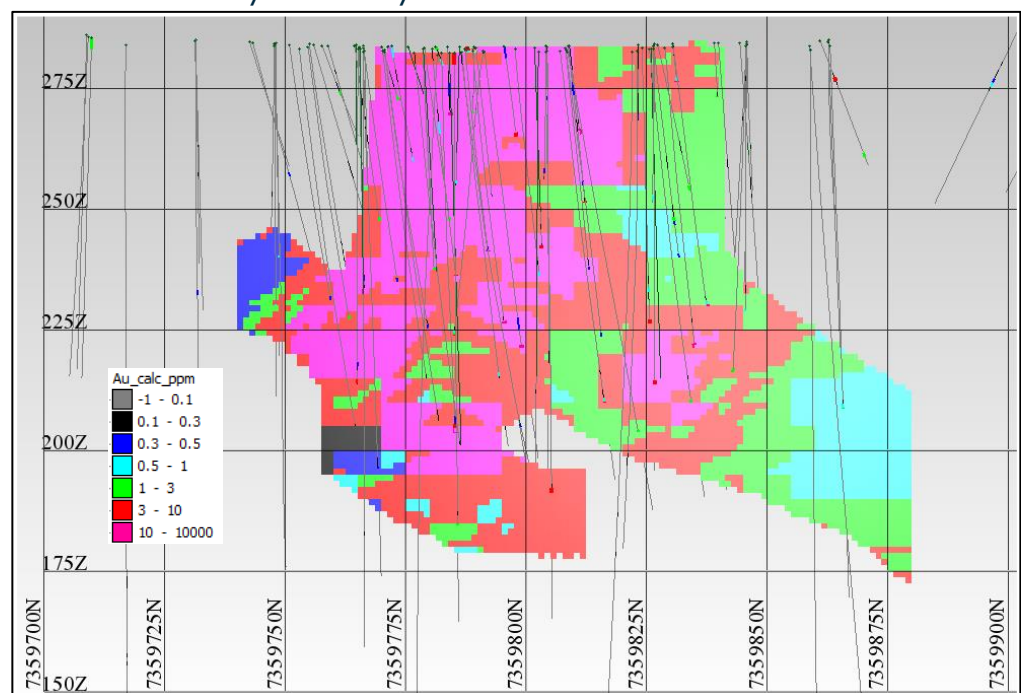 275Z
250Z
225Z
200Z
175Z
150Z
Au_calc_ppm
-1 - 0.1
0.1 - 0.3
0.3 - 0.5
0.5 - 1
1 - 3
3 - 10
10 - 10000
7359700N
7359725N
7359750N
7359775N
7359800N
7359825N
7359850N
7359875N
7359900N